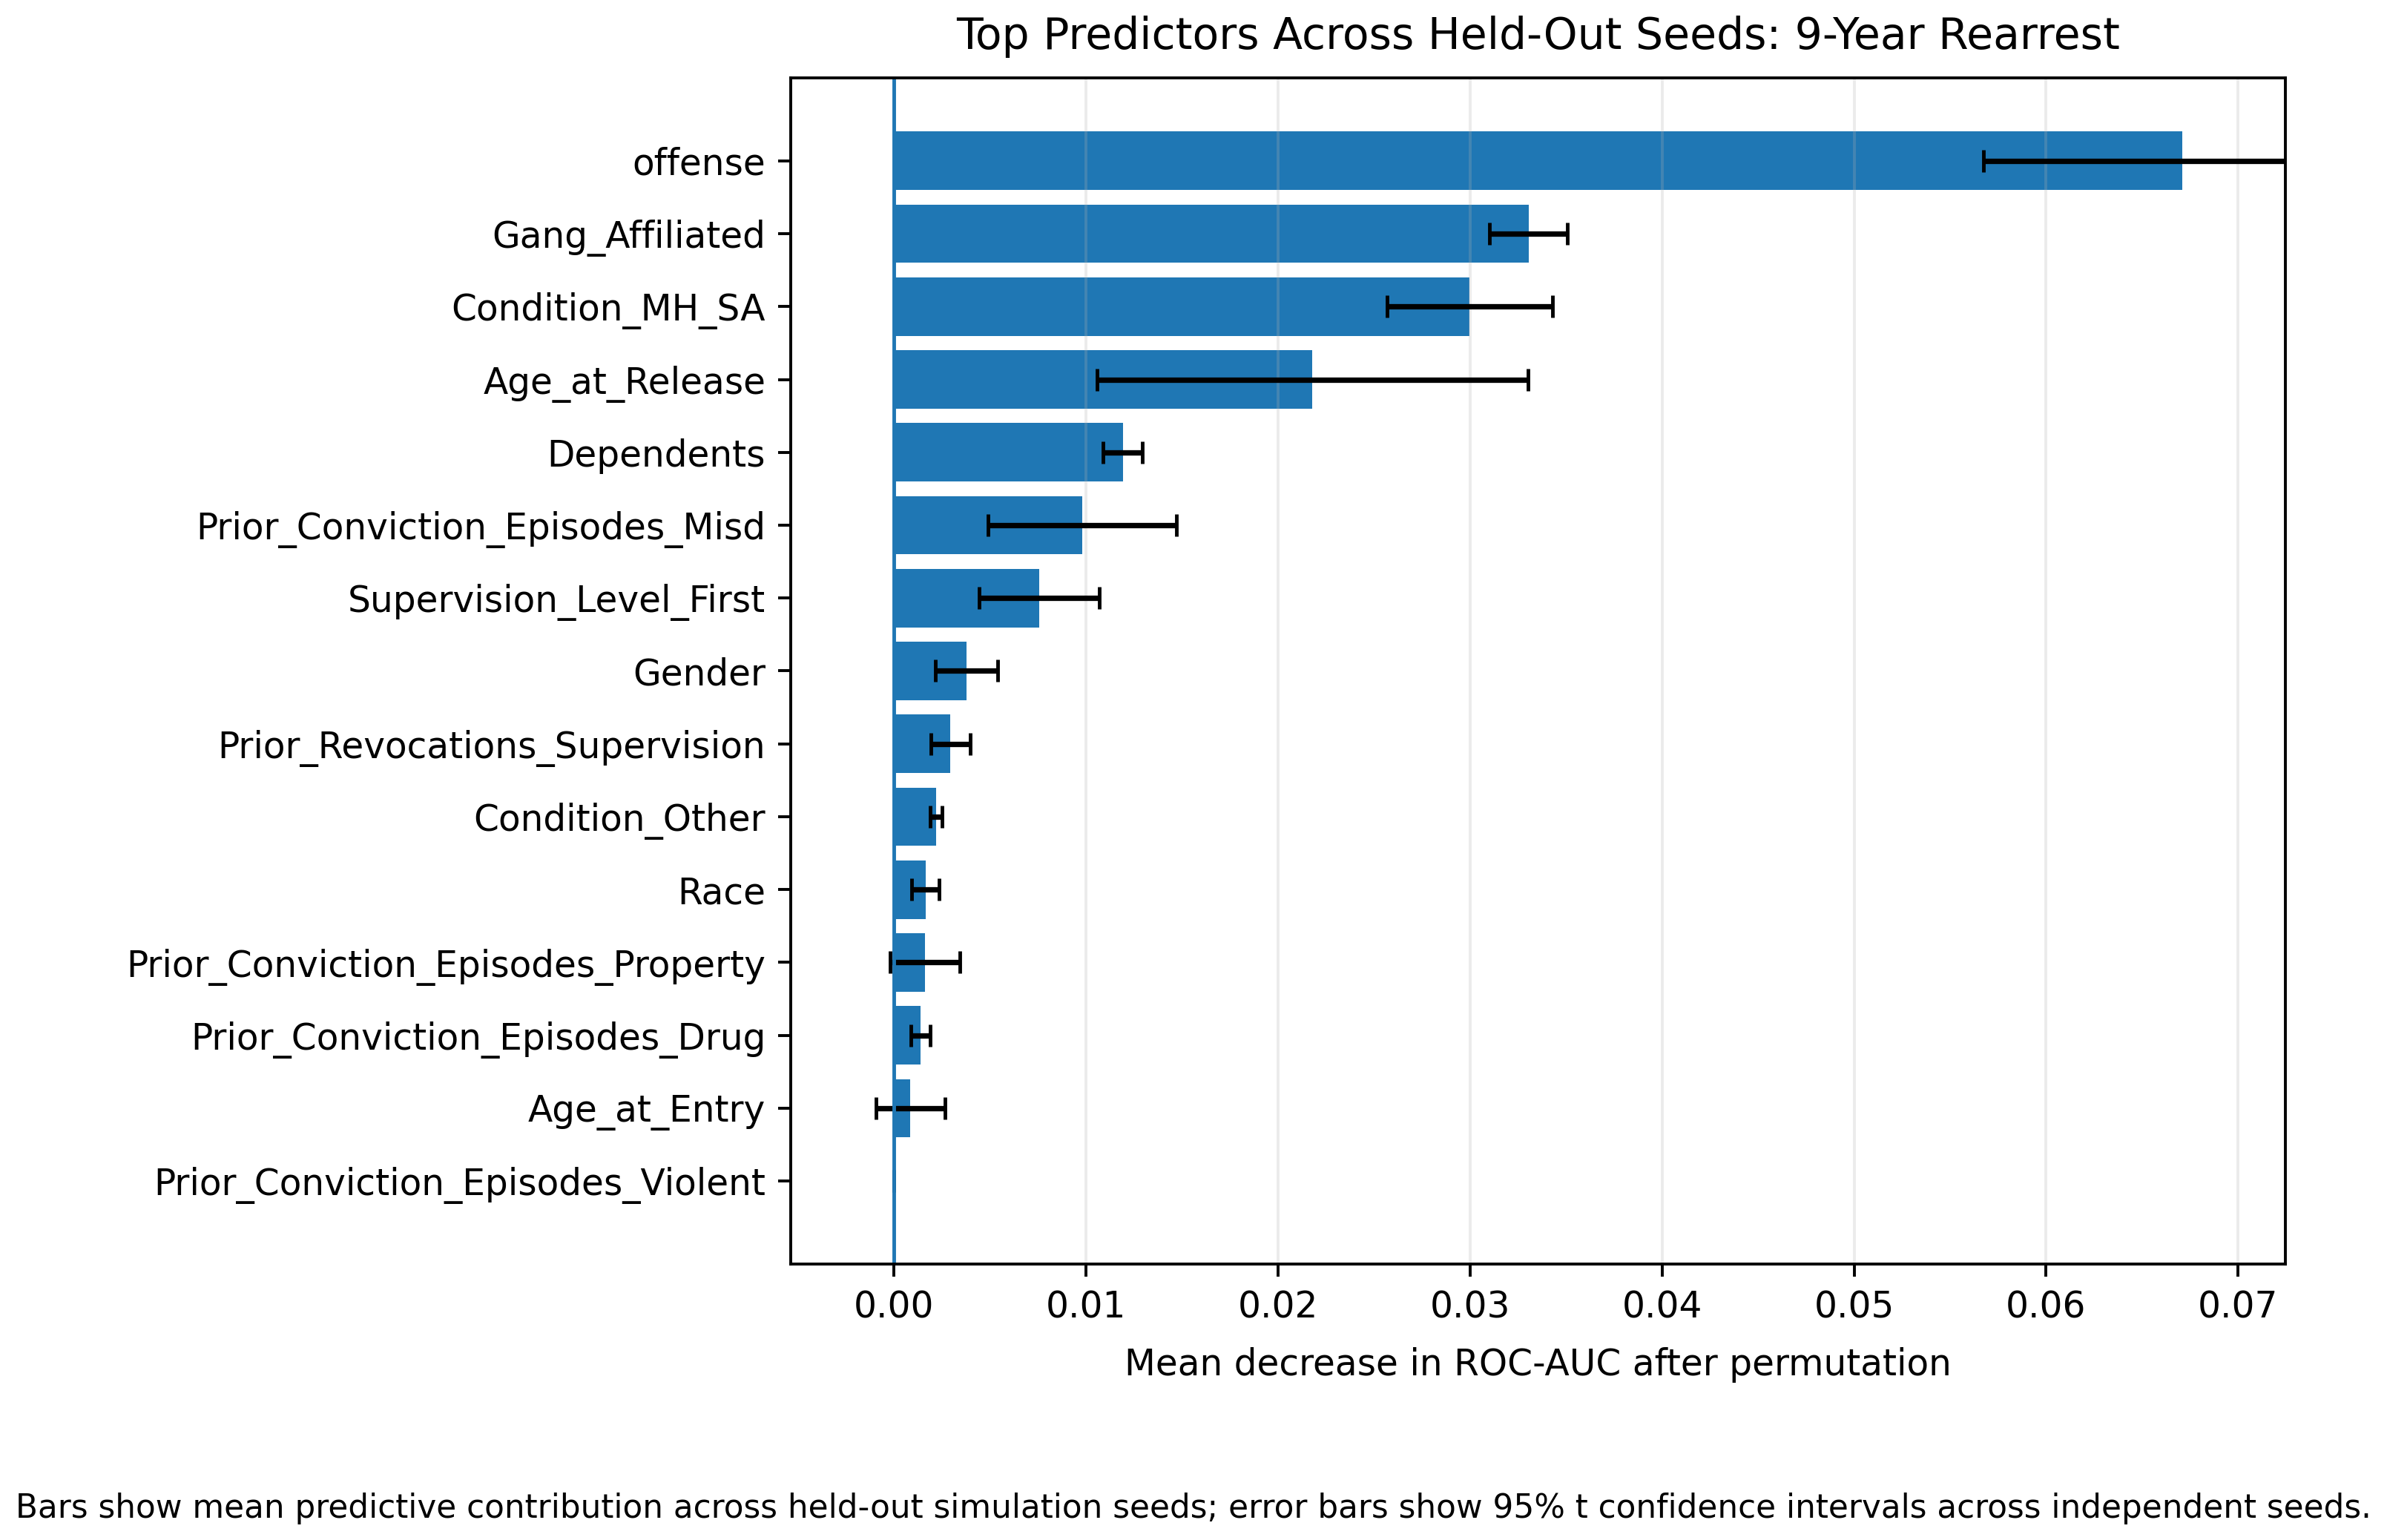 Top Predictors Across Held-Out Seeds: 9-Year Rearrest
offense
Gang_Affiliated
Condition_MH_SA
Age_at_Release
Dependents
Prior_Conviction_Episodes_Misd
Supervision_Level_First
Gender
Prior_Revocations_Supervision
Condition_Other
Race
Prior_Conviction_Episodes_Property
Prior_Conviction_Episodes_Drug
Age_at_Entry
Prior_Conviction_Episodes_Violent
0.00 0.01 0.02 0.03 0.04 0.05 0.06 0.07
Mean decrease in ROC-AUC after permutation
Bars show mean predictive contribution across held-out simulation seeds; error bars show 95% t confidence intervals across independent seeds.